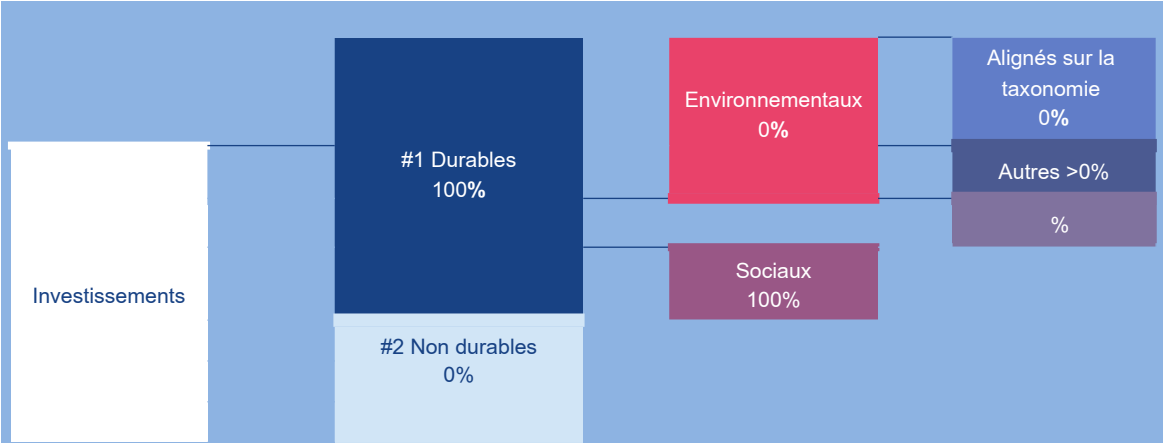 Investissements
#1 Durables
100%
#2 Non durables
0%
Environnementaux
0%
Sociaux
100%
Alignés sur la
taxonomie
0%
Autres >0%
%